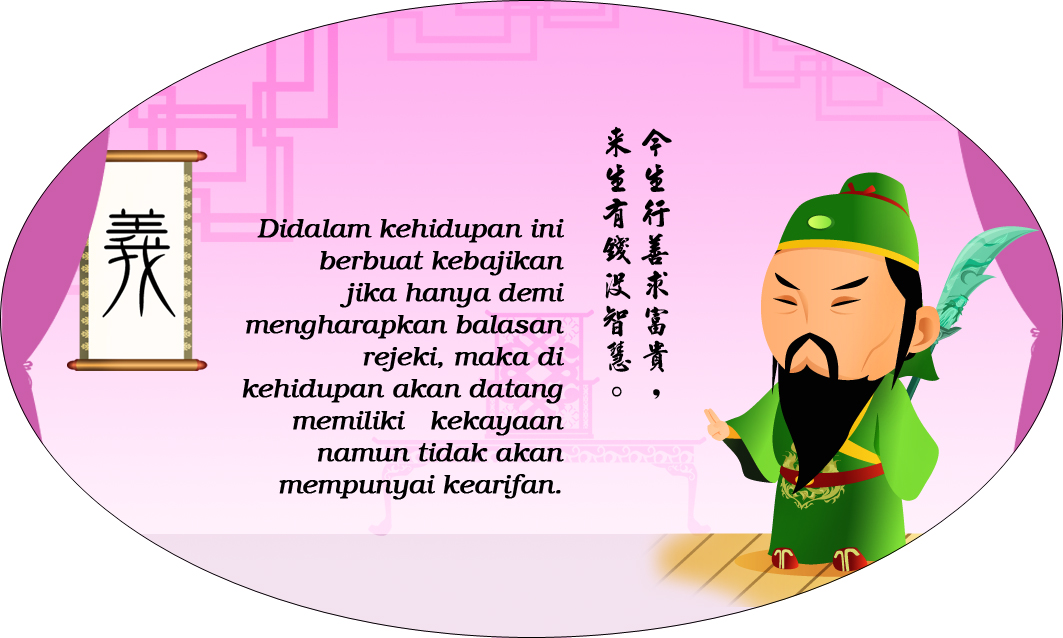 義
Didalam kehidupan ini
berbuat kebajikan
jika hanya demi
mengharapkan balasan
rejeki, maka di
kehidupan akan datang
memiliki kekayaan
namun tidak akan
mempunyai kearifan.
今生行善求富貴，
来生有錢没智慧。